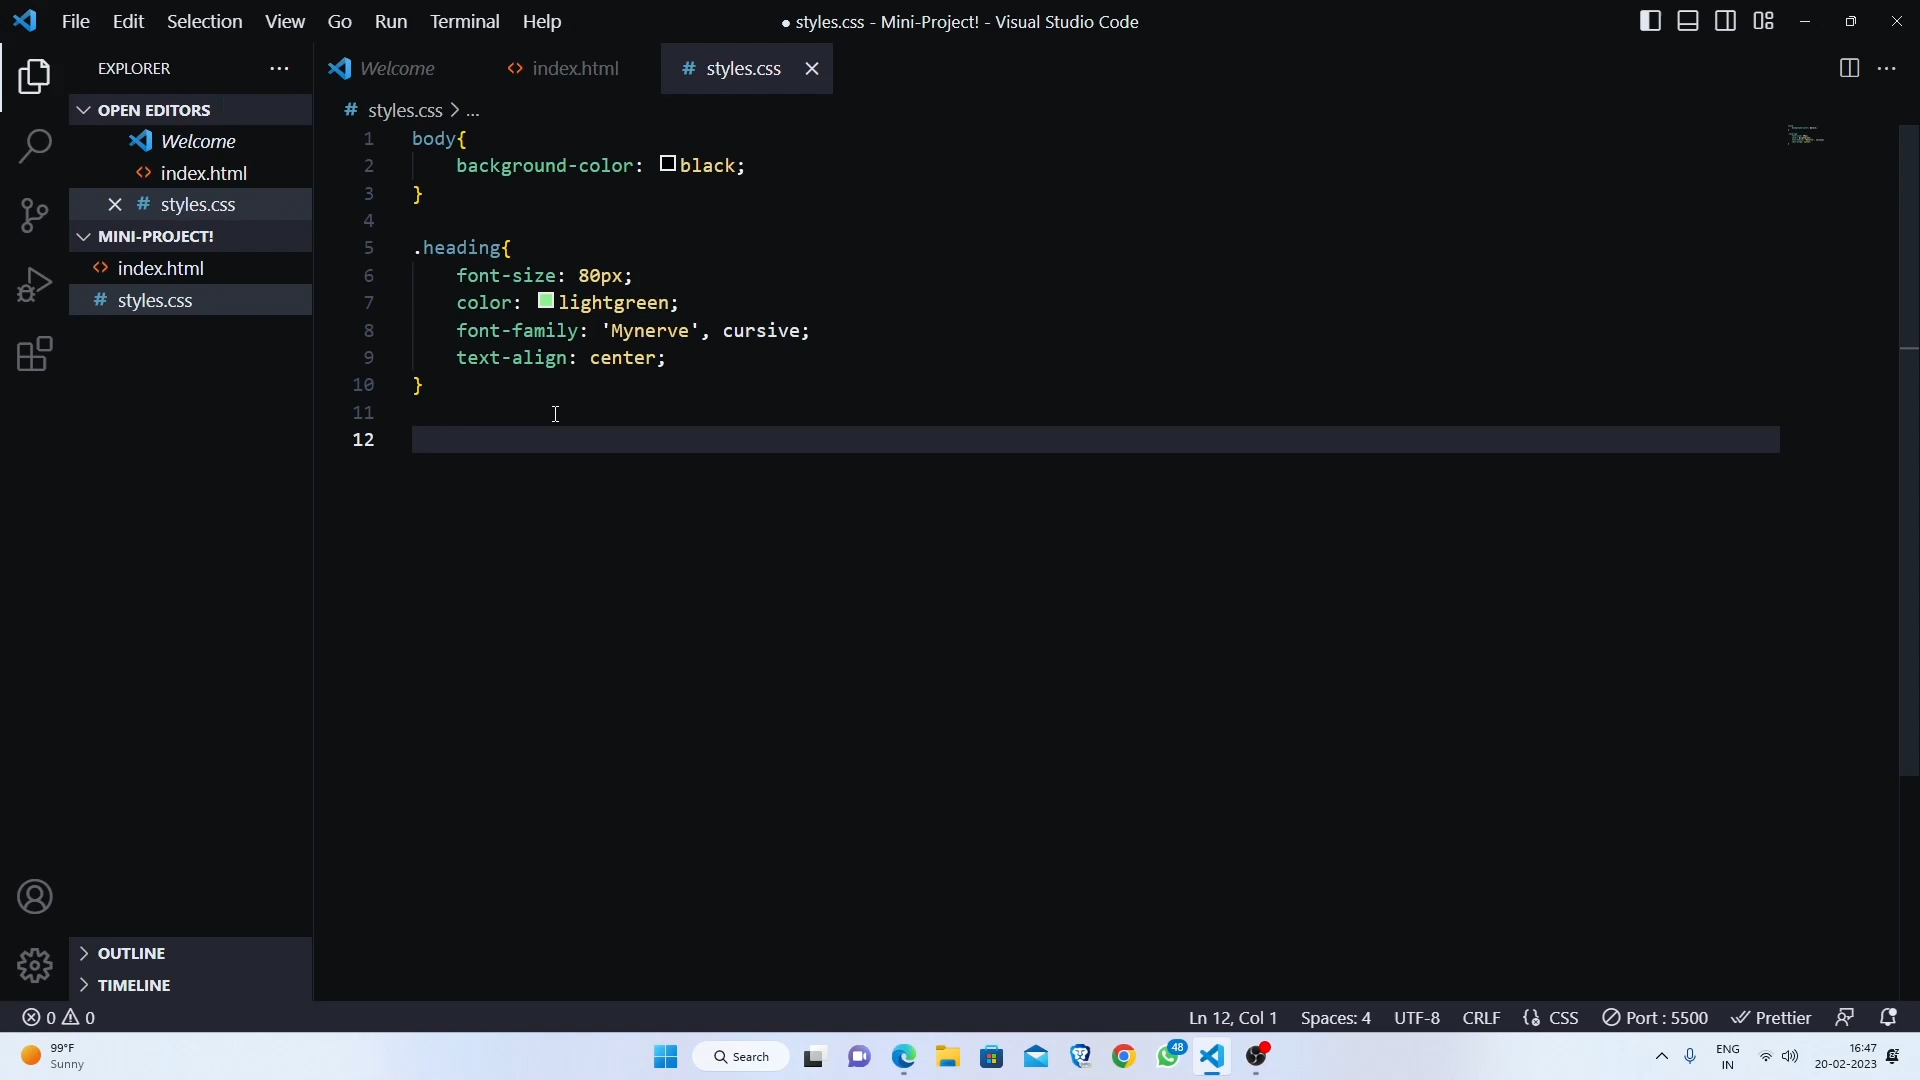 File Edit Selection View Go Run Terminal Help
● styles.css - Mini-Project! - Visual Studio Code
EXPLORER
Welcome
index.html
styles.css
OPEN EDITORS
Welcome
index.html
styles.css
MINI-PROJECT!
index.html
styles.css
# styles.css > ...
1 body{
2 background-color: black;
3 }
4
5 .heading{
6 font-size: 80px;
7 color: lightgreen;
8 font-family: 'Mynerve', cursive;
9 text-align: center;
10 }
11
12
OUTLINE
TIMELINE
0 0
Ln 12, Col 1 Spaces: 4 UTF-8 CRLF {} CSS Port : 5500 Prettier
99°F
Sunny
Search
48
ENG
IN
16:47
20-02-2023